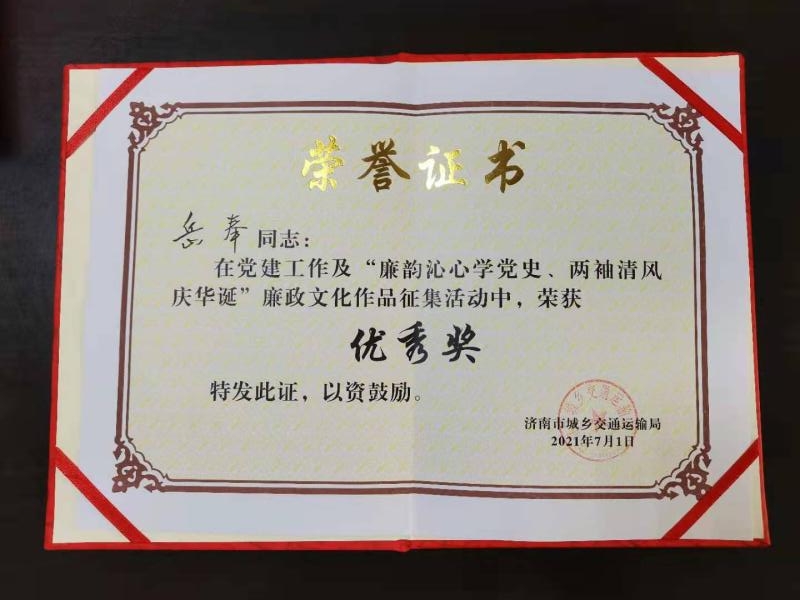 荣誉证书
岳奉同志：
在党建工作及“廉韵沁心学党史、两袖清风
庆华诞”廉政文化作品征集活动中，荣获
优秀奖
特发此证，以资鼓励。
济南市城乡交通运输局
2021年7月1日